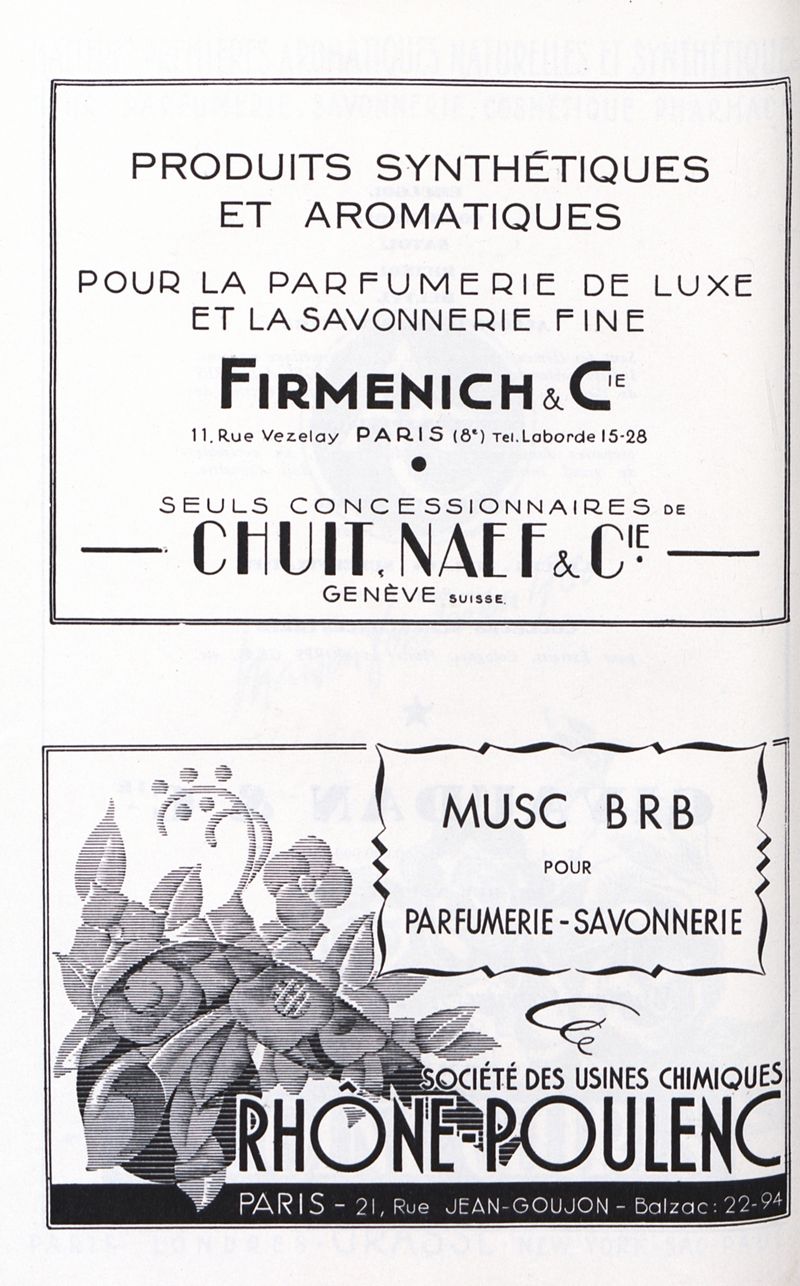 PRODUITS SYNTHÉTIQUES
ET AROMATIQUES
POUR LA PARFUMERIE DE LUXE
ET LA SAVONNERIE FINE
FIRMENICH & CIE
11, Rue Vezelay PARIS (8e) TEL. Laborde 15-28
SEULS CONCESSIONNAIRES DE
CHUIT, NAEF & CIE.
GENÈVE SUISSE.
MUSC BRB
POUR
PARFUMERIE-SAVONNERIE
SOCIÉTÉ DES USINES CHIMIQUES
RHÔNE-POULENC
PARIS - 21, Rue JEAN-GOUJON - Balzac: 22-94